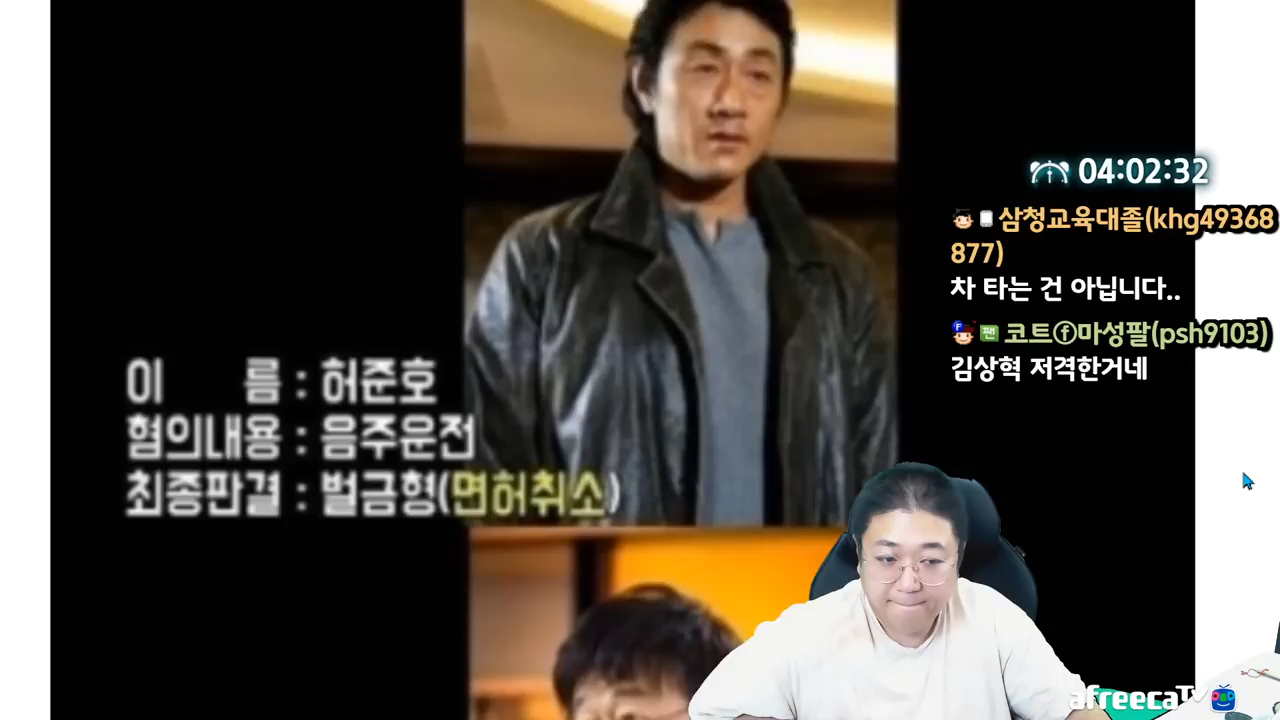 04:02:32
삼청교육대졸(khg49368
877)
차 타는 건 아닙니다..
팬 코트ⓕ마성팔(psh9103)
김상혁 저격한거네
이 름 : 허준호
혐의내용 : 음주운전
최종판결 : 벌금형(면허취소)
afreecaTV